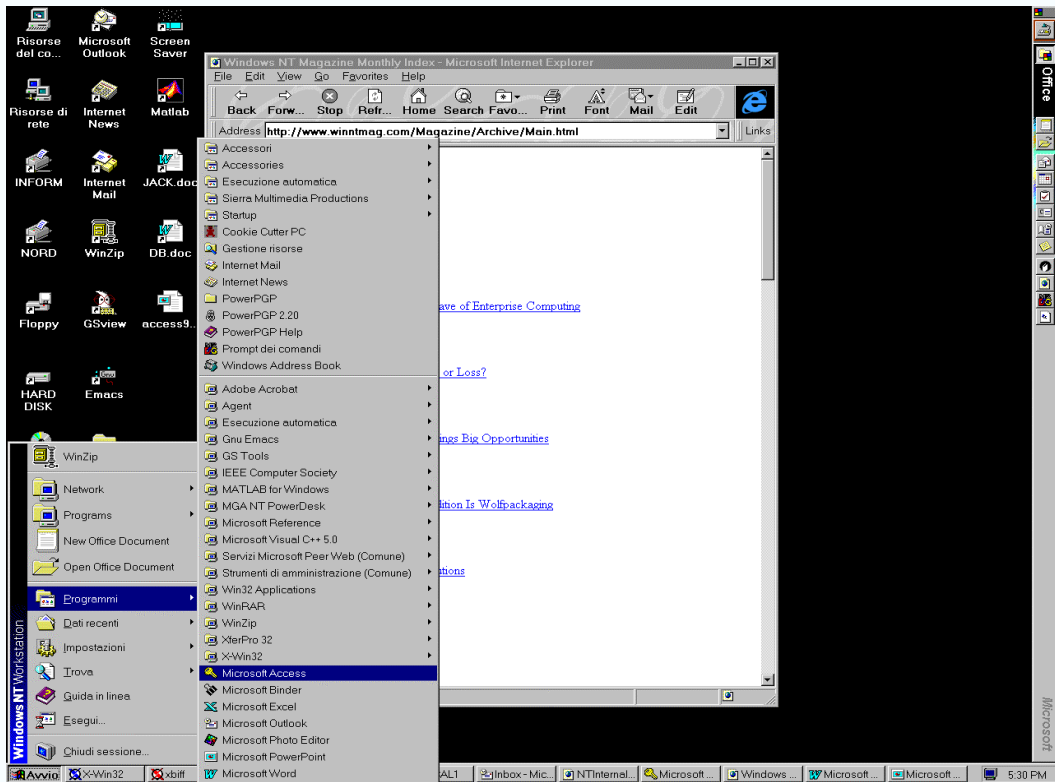 Risorse del co...
Microsoft Outlook
Screen Saver
Risorse di rete
Internet News
Matlab
INFORM
Internet Mail
JACK.doc
NORD
WinZip
DB.doc
Floppy
GSview
access9..
HARD DISK
Emacs
Windows NT Magazine Monthly Index - Microsoft Internet Explorer
File Edit View Go Favorites Help
Back Forw... Stop Refr... Home Search Favo... Print Font Mail Edit
Address http://www.winntmag.com/Magazine/Archive/Main.html Links
ave of Enterprise Computing
or Loss?
ings Big Opportunities
dition Is Wolfpackaging
utions
Accessori
Accessories
Esecuzione automatica
Sierra Multimedia Productions
Startup
Cookie Cutter PC
Gestione risorse
Internet Mail
Internet News
PowerPGP
PowerPGP 2.20
PowerPGP Help
Prompt dei comandi
Windows Address Book
Adobe Acrobat
Agent
Esecuzione automatica
Gnu Emacs
GS Tools
IEEE Computer Society
MATLAB for Windows
MGA NT PowerDesk
Microsoft Reference
Microsoft Visual C++ 5.0
Servizi Microsoft Peer Web (Comune)
Strumenti di amministrazione (Comune)
Win32 Applications
WinRAR
WinZip
XferPro 32
X-Win32
Microsoft Access
Microsoft Binder
Microsoft Excel
Microsoft Outlook
Microsoft Photo Editor
Microsoft PowerPoint
Microsoft Word
WinZip
Network
Programs
New Office Document
Open Office Document
Programmi
Dati recenti
Impostazioni
Trova
Guida in linea
Esegui...
Chiudi sessione...
Windows NT Workstation
Office
Microsoft
Avvio X-Win32 xbiff AL1 Inbox - Mic... NTInternal... Microsoft ... Windows ... Microsoft... Microsoft... 5:30 PM